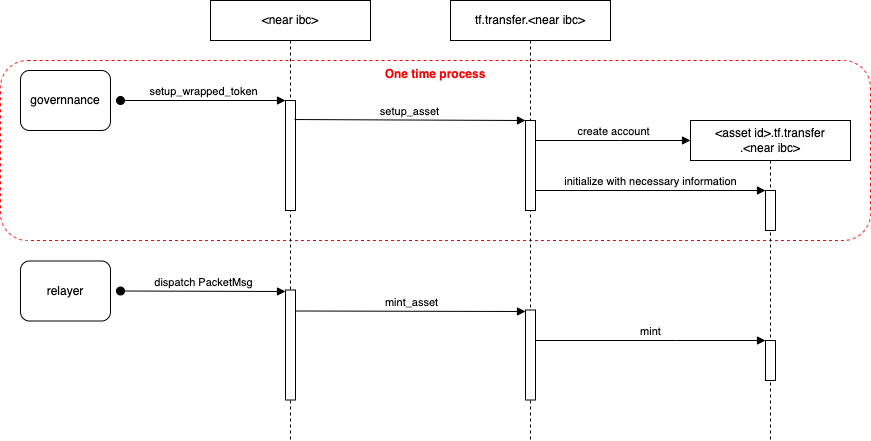 <near ibc>
tf.transfer.<near ibc>
One time process
governnance
setup_wrapped_token
setup_asset
create account
<asset id>.tf.transfer
.<near ibc>
initialize with necessary information
relayer
dispatch PacketMsg
mint_asset
mint